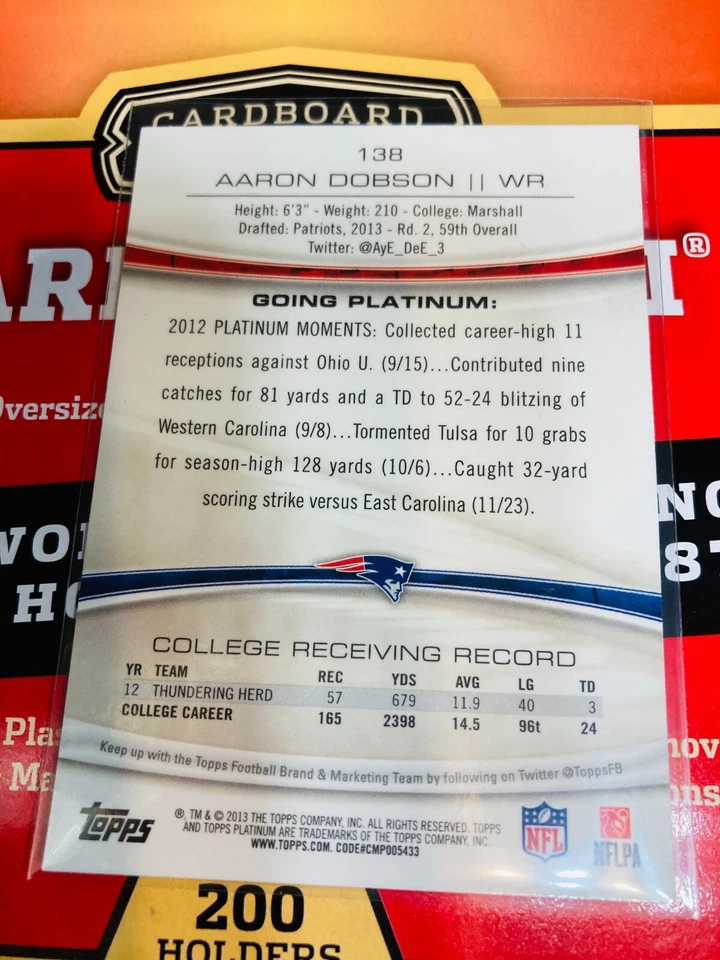 CARDBOARD
138
AARON DOBSON || WR
Height: 6'3" - Weight: 210 - College: Marshall
Drafted: Patriots, 2013 - Rd. 2, 59th Overall
Twitter: @AyE_DeE_3
®
GOING PLATINUM:
2012 PLATINUM MOMENTS: Collected career-high 11
receptions against Ohio U. (9/15)...Contributed nine
catches for 81 yards and a TD to 52-24 blitzing of
Western Carolina (9/8)...Tormented Tulsa for 10 grabs
for season-high 128 yards (10/6)...Caught 32-yard
scoring strike versus East Carolina (11/23).
COLLEGE RECEIVING RECORD
YR TEAM REC YDS AVG LG TD
12 THUNDERING HERD 57 679 11.9 40 3
COLLEGE CAREER 165 2398 14.5 96t 24
Keep up with the Topps Football Brand & Marketing Team by following on Twitter @ToppsFB
Topps
®, TM & © 2013 THE TOPPS COMPANY, INC. ALL RIGHTS RESERVED. TOPPS
AND TOPPS PLATINUM ARE TRADEMARKS OF THE TOPPS COMPANY, INC.
WWW.TOPPS.COM. CODE#CMP005433
NFL
NFLPA
200
HOLDERS